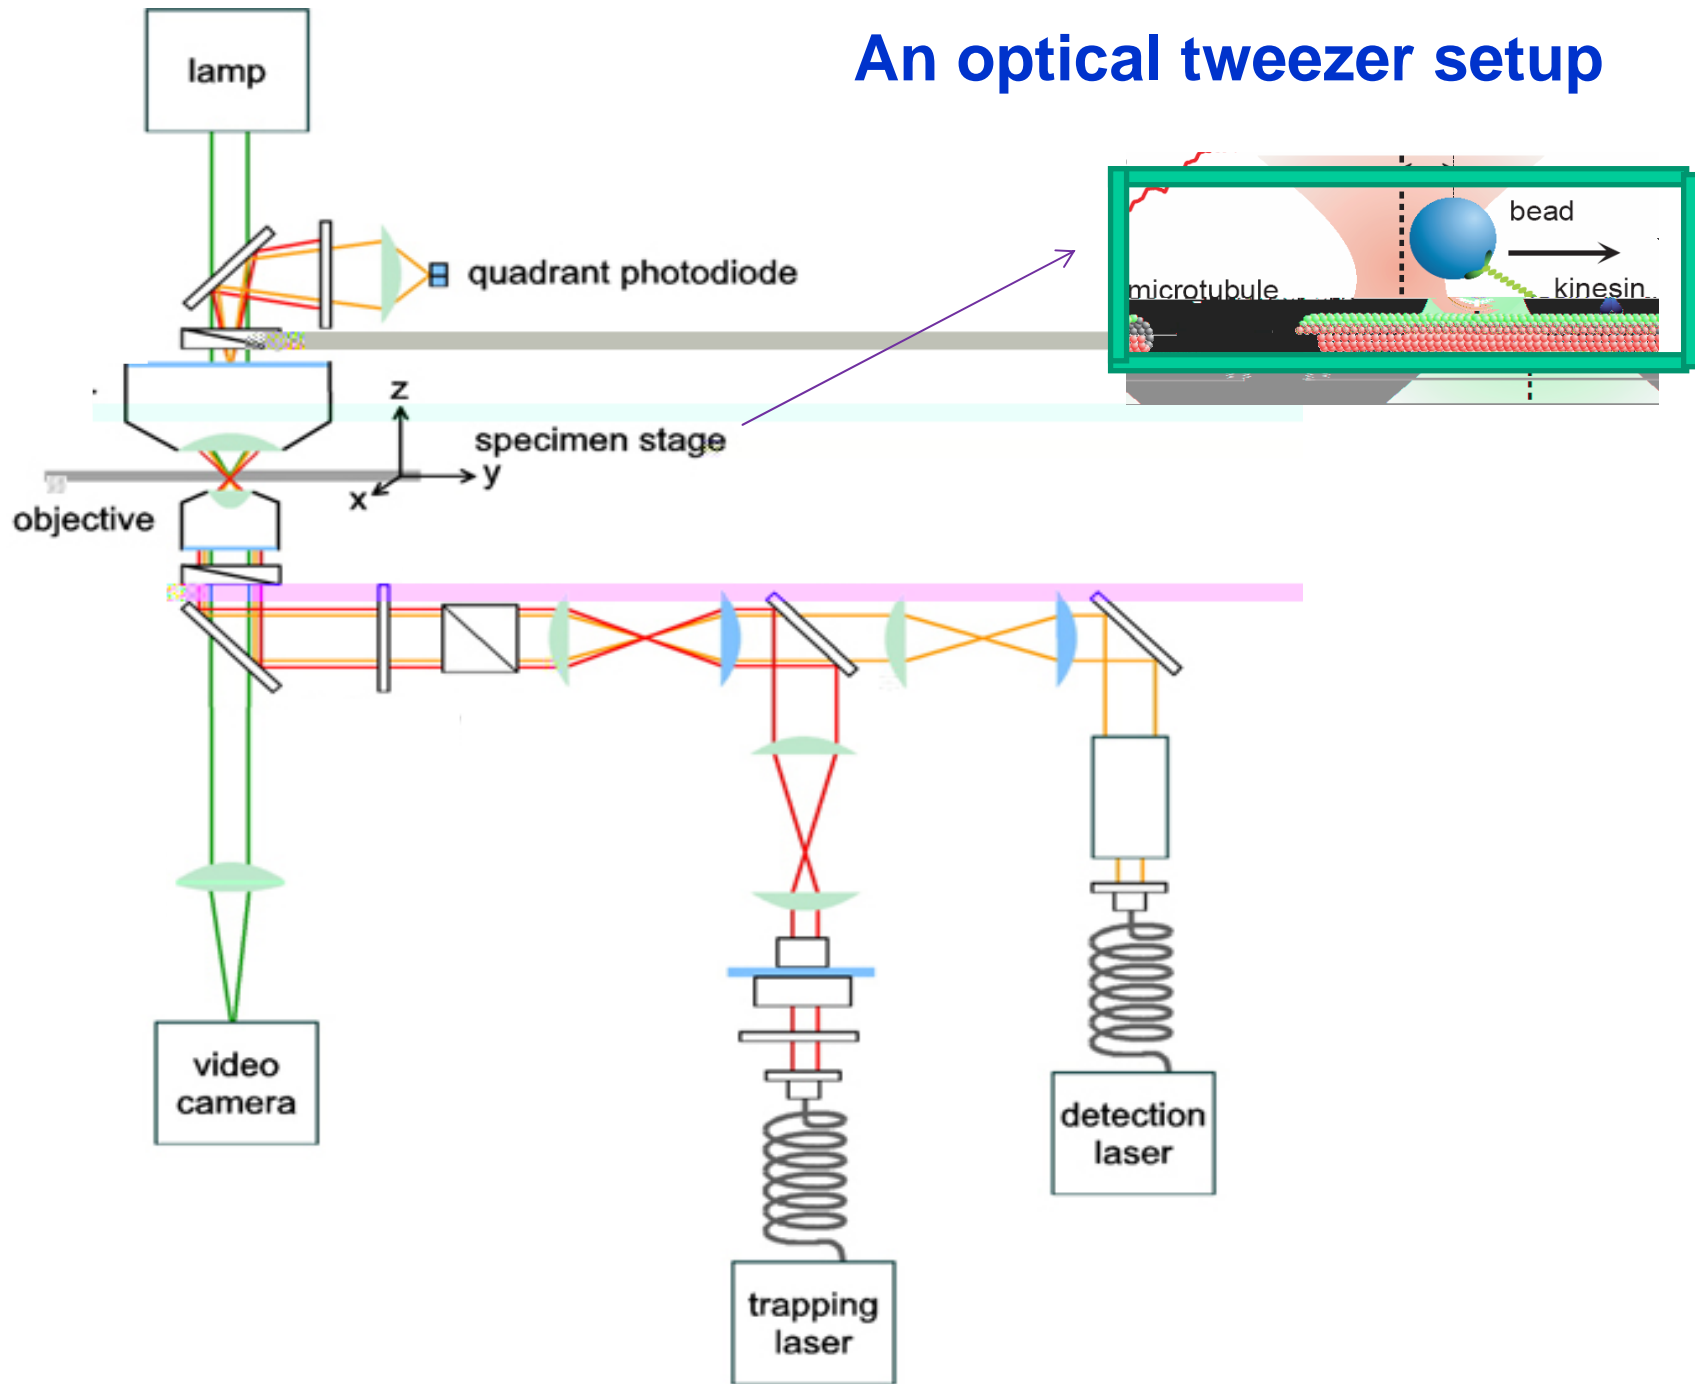 An optical tweezer setup
lamp
bead
quadrant photodiode
microtubule
kinesin
z
specimen stage
y
x
objective
video
camera
detection
laser
trapping
laser